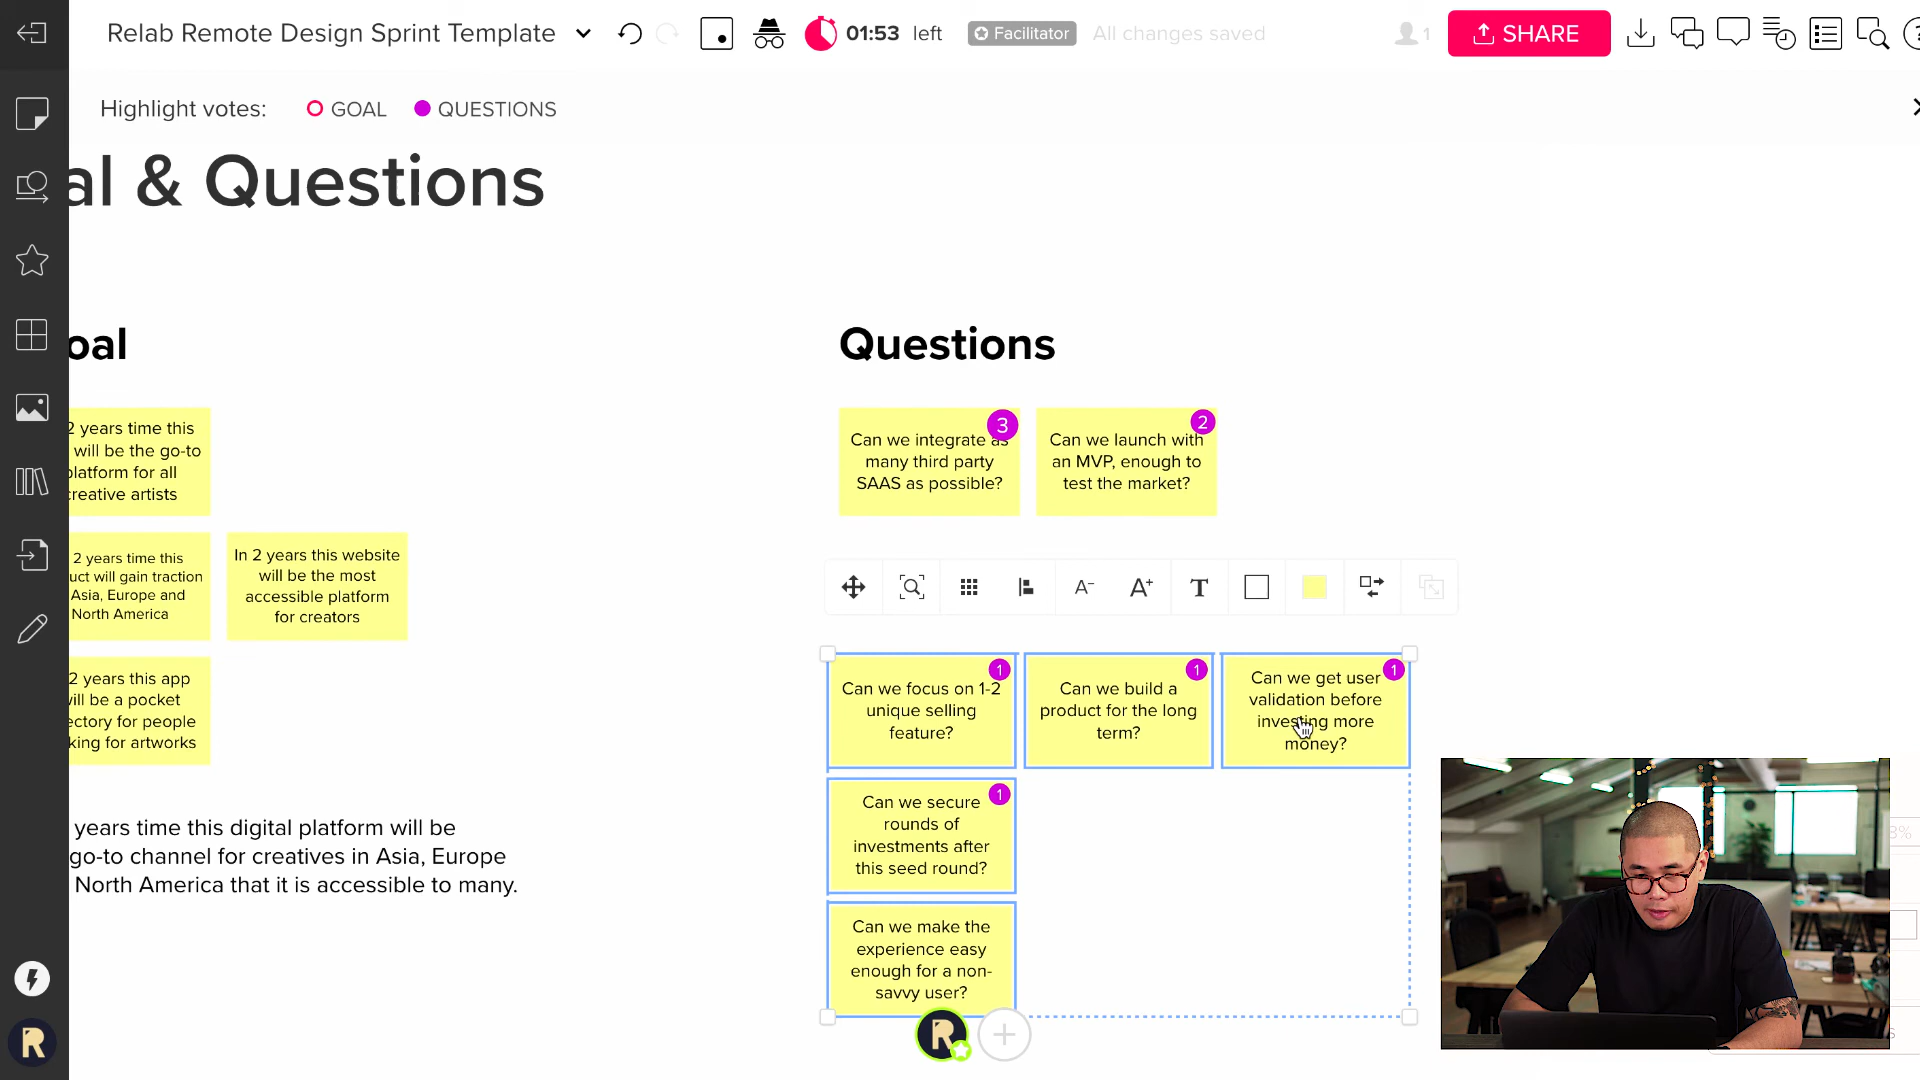 Relab Remote Design Sprint Template
01:53 left
Facilitator
All changes saved
1
SHARE
Highlight votes:
GOAL
QUESTIONS
al & Questions
oal
2 years time this
will be the go-to
platform for all
creative artists
2 years time this
uct will gain traction
Asia, Europe and
North America
In 2 years this website
will be the most
accessible platform
for creators
2 years this app
will be a pocket
ectory for people
king for artworks
years time this digital platform will be
go-to channel for creatives in Asia, Europe
North America that it is accessible to many.
Questions
3
Can we integrate as
many third party
SAAS as possible?
2
Can we launch with
an MVP, enough to
test the market?
A-
A+
T
1
Can we focus on 1-2
unique selling
feature?
1
Can we build a
product for the long
term?
1
Can we get user
validation before
investing more
money?
1
Can we secure
rounds of
investments after
this seed round?
Can we make the
experience easy
enough for a non-
savvy user?
R
R
8%
s